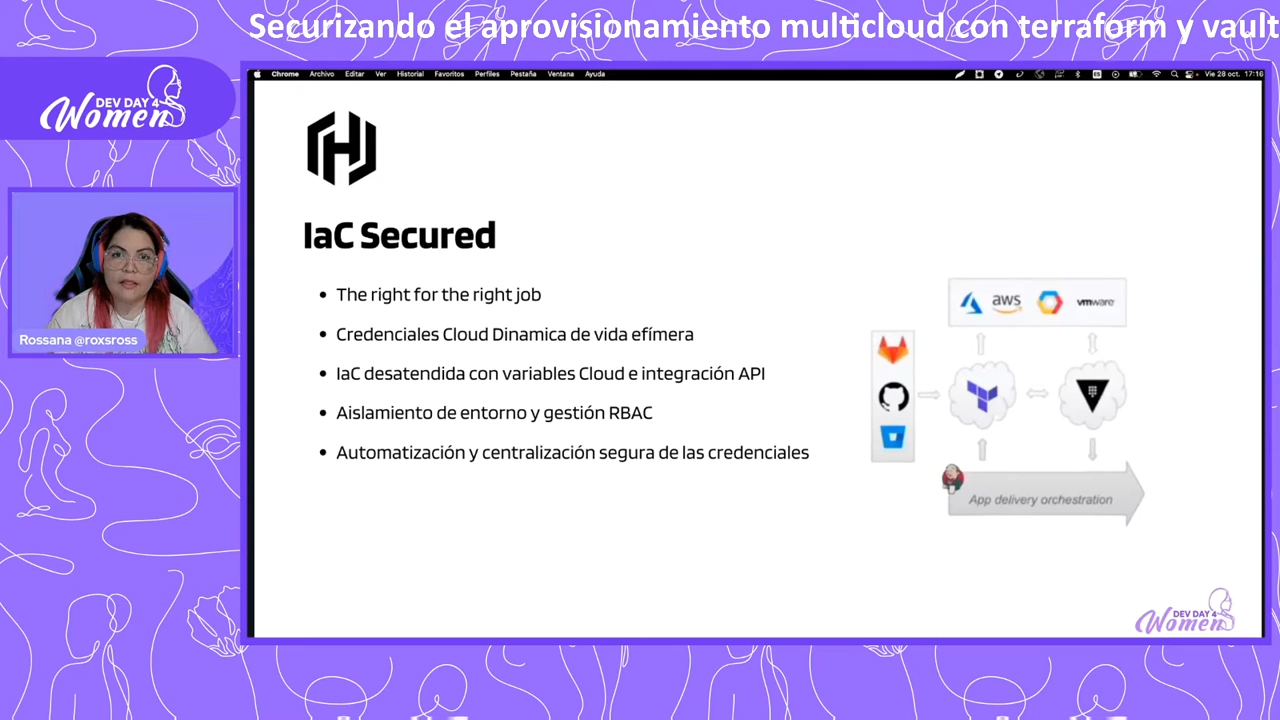 Securizando el aprovisionamiento multicloud con terraform y vault
DEV DAY 4
Women
Chrome Archivo Editar Ver Historial Favoritos Perfiles Pestaña Ventana Ayuda
Vie 28 oct. 17:16
IaC Secured
• The right for the right job
• Credenciales Cloud Dinamica de vida efímera
• IaC desatendida con variables Cloud e integración API
• Aislamiento de entorno y gestión RBAC
• Automatización y centralización segura de las credenciales
aws
vmware
App delivery orchestration
Rossana @roxsross
DEV DAY 4
Women